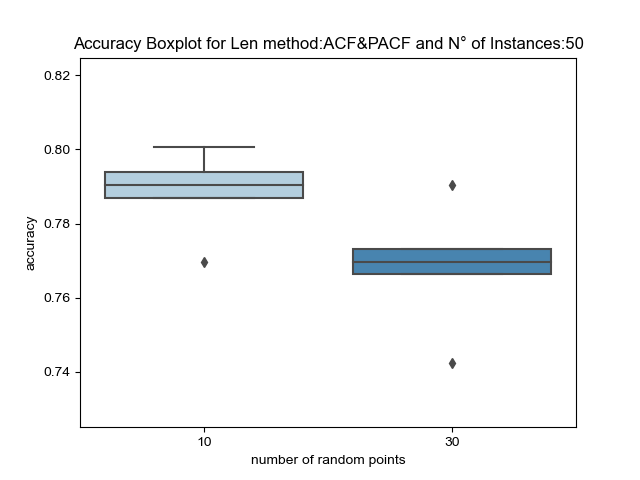 Accuracy Boxplot for Len method:ACF&PACF and N° of Instances:50
0.82
0.80
0.78
0.76
0.74
accuracy
10 30
number of random points